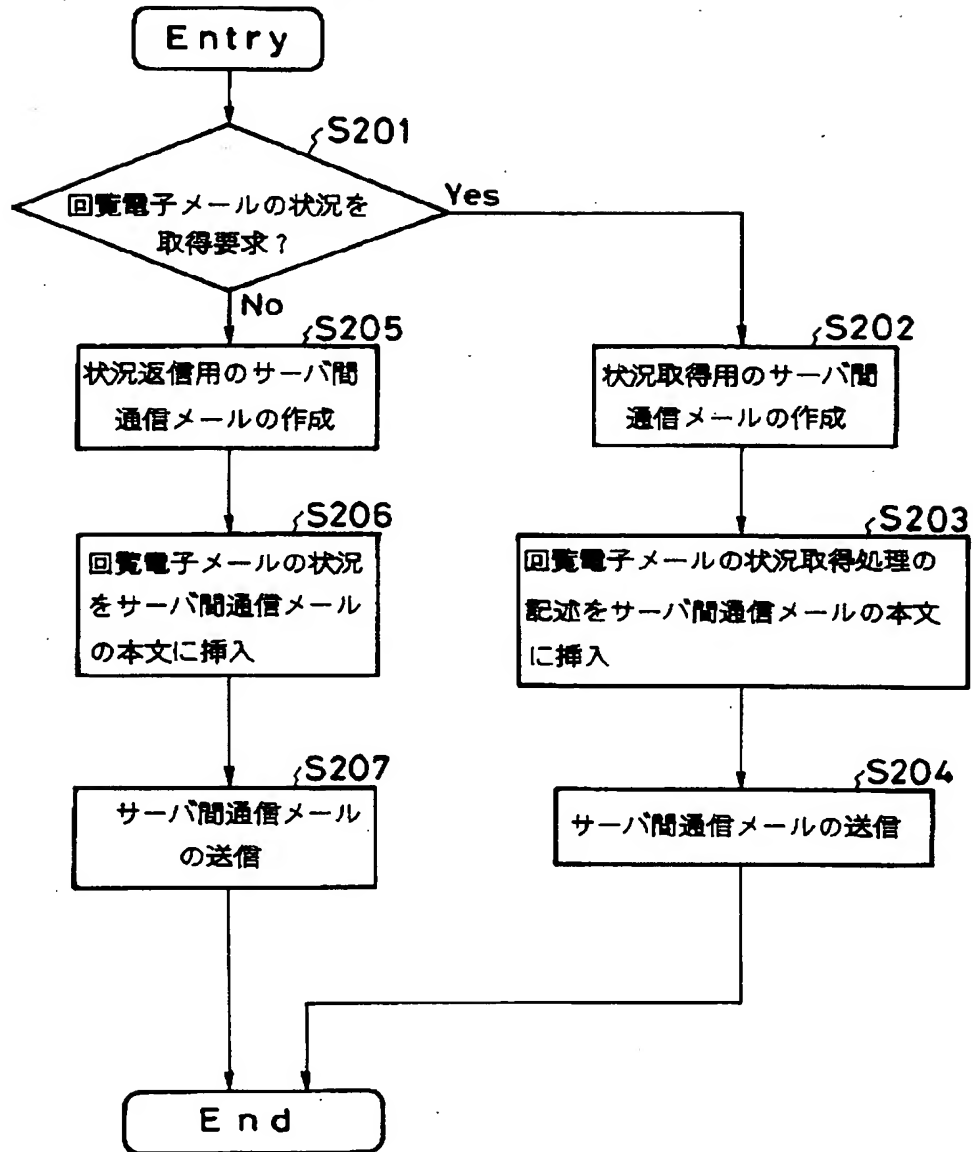 Entry
S201
回覧電子メールの状況を
取得要求？
Yes
No
S205
状況返信用のサーバ間
通信メールの作成
S202
状況取得用のサーバ間
通信メールの作成
S206
回覧電子メールの状況
をサーバ間通信メール
の本文に挿入
S203
回覧電子メールの状況取得処理の
記述をサーバ間通信メールの本文
に挿入
S207
サーバ間通信メール
の送信
S204
サーバ間通信メールの送信
End